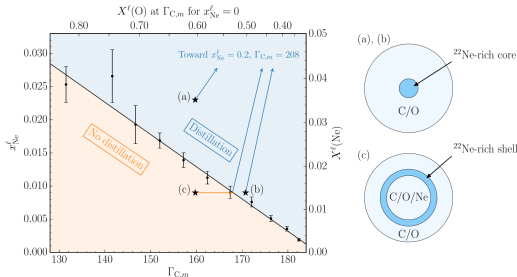 X^ℓ(O) at Γ_C,m for x^ℓ_Ne = 0
0.80 0.70 0.60 0.50 0.40
0.030
0.025
0.020
0.015
0.010
0.005
0.000
x^ℓ_Ne
0.05
0.04
0.03
0.02
0.01
0.00
X^ℓ(Ne)
Toward x^ℓ_Ne = 0.2, Γ_C,m = 208
(a)
No distillation
Distillation
(c)
(b)
130 140 150 160 170 180
Γ_C,m
(a), (b)
²²Ne-rich core
C/O
(c)
²²Ne-rich shell
C/O/Ne
C/O